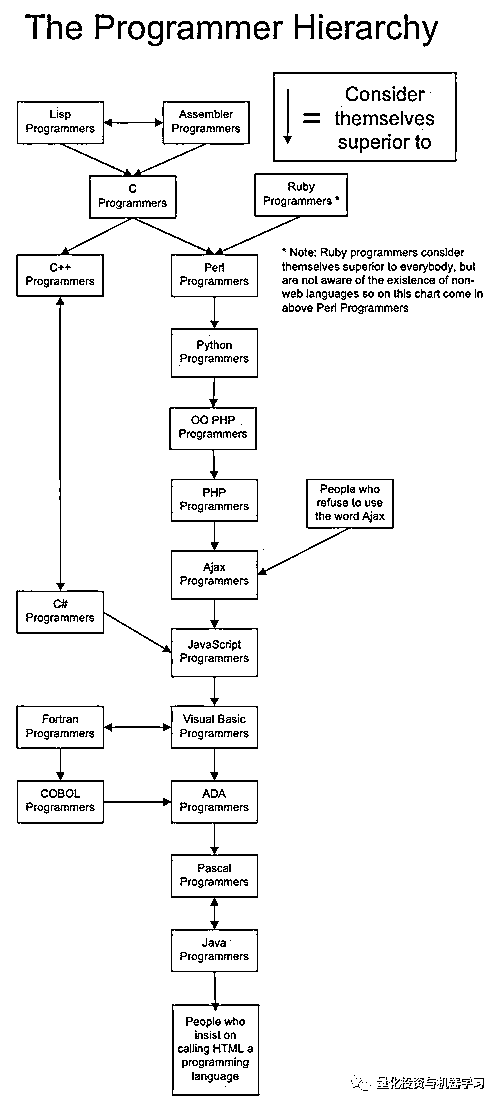 The Programmer Hierarchy
Lisp
Programmers
Assembler
Programmers
= Consider
themselves
superior to
C
Programmers
Ruby
Programmers *
C++
Programmers
Perl
Programmers
* Note: Ruby programmers consider
themselves superior to everybody, but
are not aware of the existence of non-
web languages so on this chart come in
above Perl Programmers
Python
Programmers
OO PHP
Programmers
PHP
Programmers
People who
refuse to use
the word Ajax
Ajax
Programmers
C#
Programmers
JavaScript
Programmers
Fortran
Programmers
Visual Basic
Programmers
COBOL
Programmers
ADA
Programmers
Pascal
Programmers
Java
Programmers
People who
insist on
calling HTML a
programming
language
量化投资与机器学习